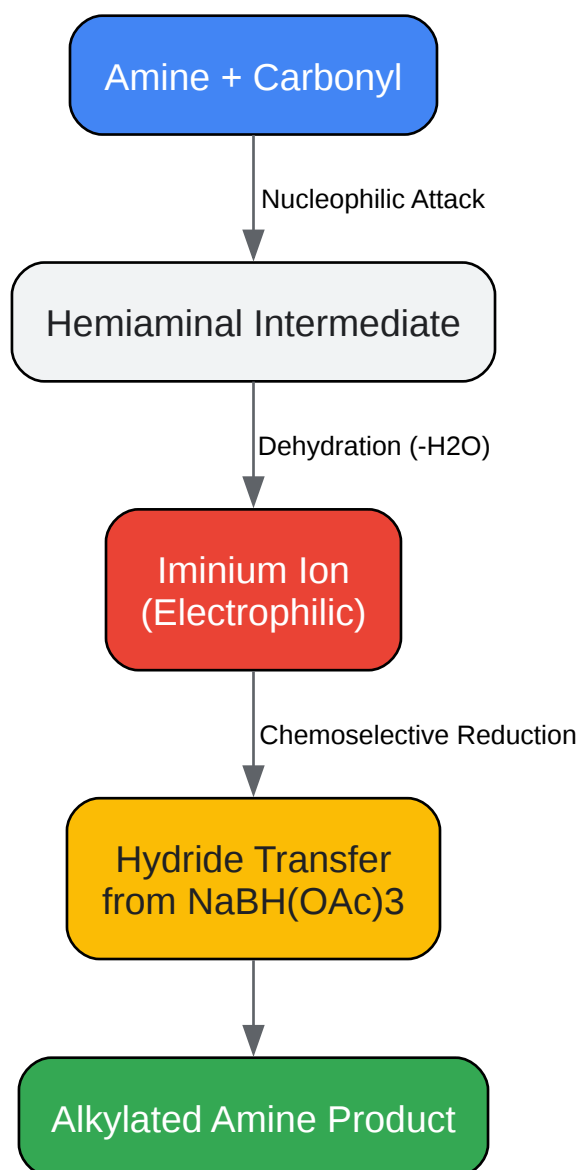 Amine + Carbonyl
Nucleophilic Attack
Hemiaminal Intermediate
Dehydration (-H2O)
Iminium Ion
(Electrophilic)
Chemoselective Reduction
Hydride Transfer
from NaBH(OAc)3
Alkylated Amine Product